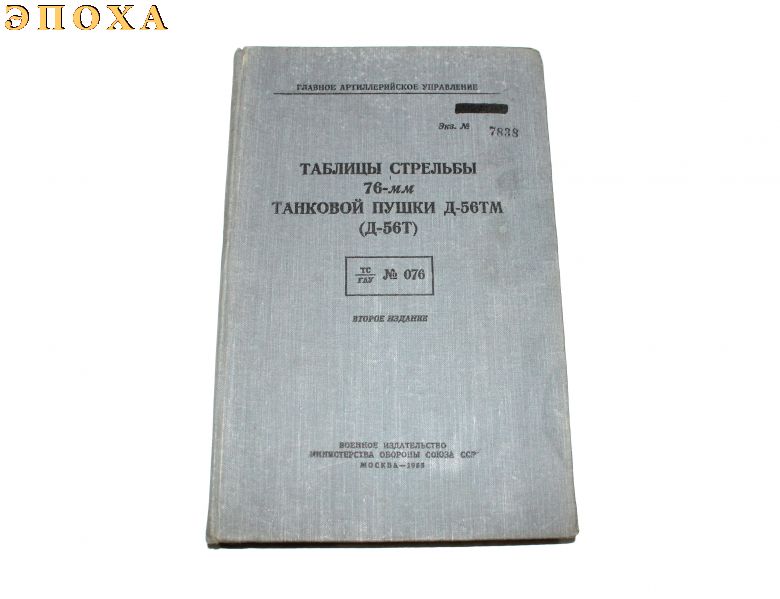 ЭПОХА
ГЛАВНОЕ АРТИЛЛЕРИЙСКОЕ УПРАВЛЕНИЕ
Экз. № 7838
ТАБЛИЦЫ СТРЕЛЬБЫ
76-мм
ТАНКОВОЙ ПУШКИ Д-56ТМ
(Д-56Т)
ТС
ГАУ № 076
ВТОРОЕ ИЗДАНИЕ
ВОЕННОЕ ИЗДАТЕЛЬСТВО
МИНИСТЕРСТВА ОБОРОНЫ СОЮЗА ССР
МОСКВА—